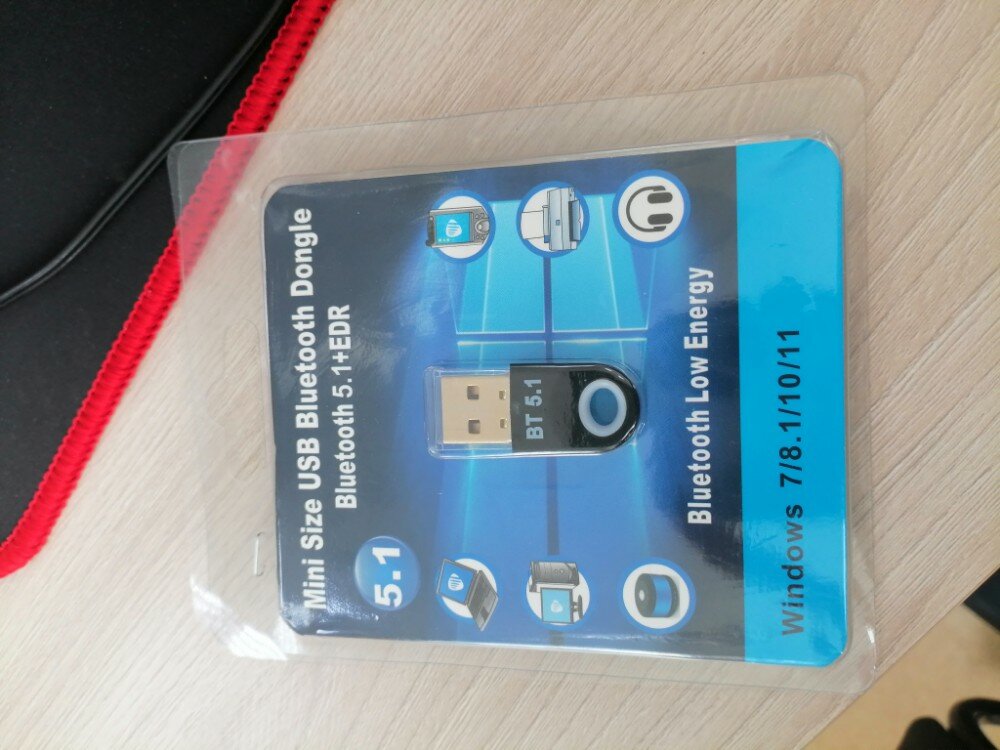 Mini Size USB Bluetooth Dongle
Bluetooth 5.1+EDR
5.1
BT 5.1
Bluetooth Low Energy
Windows 7/8.1/10/11